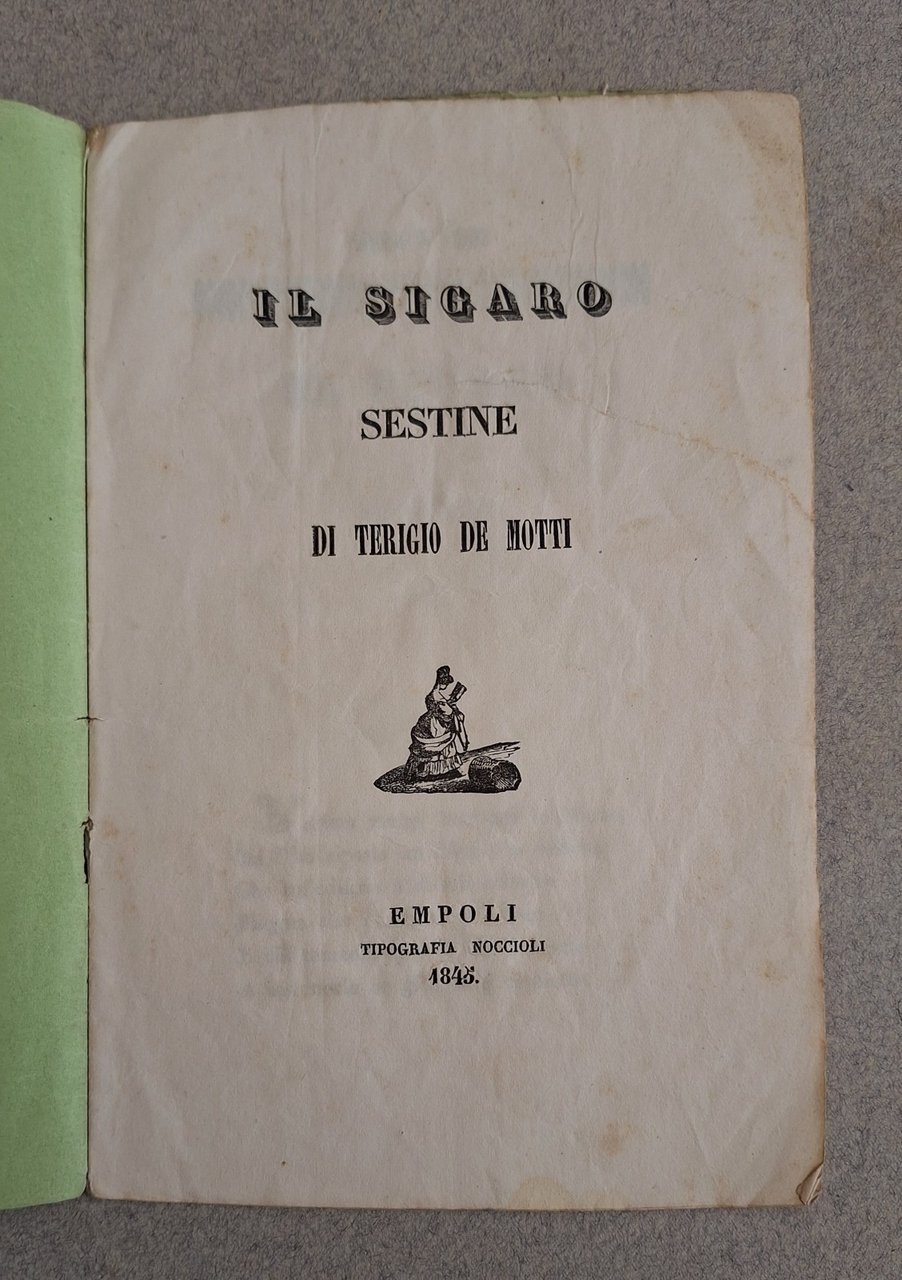 IL SIGARO
SESTINE
DI TERIGIO DE MOTTI
EMPOLI
TIPOGRAFIA NOCCIOLI
1845.